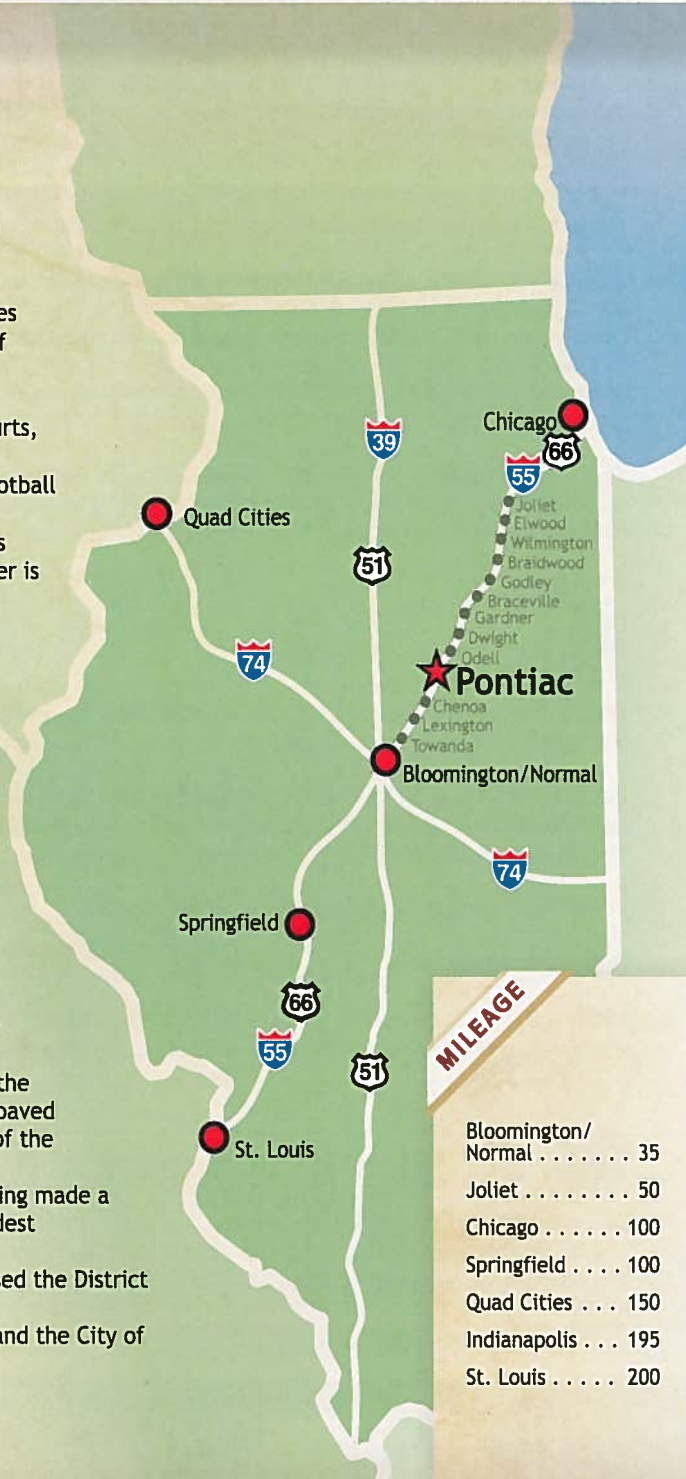 es
f
urts,
otball
s
er is
Chicago
66
39
55
Joliet
Elwood
Quad Cities
Wilmington
51
Braidwood
Godley
Braceville
Gardner
Dwight
74
Odell
Pontiac
Chenoa
Lexington
Towanda
Bloomington/Normal
74
Springfield
66
55
51
the
paved
of the
St. Louis
ing made a
dest
sed the District
and the City of
MILEAGE
Bloomington/
Normal . . . . . . . 35
Joliet . . . . . . . . 50
Chicago . . . . . . 100
Springfield . . . . 100
Quad Cities . . . 150
Indianapolis . . . 195
St. Louis . . . . . 200